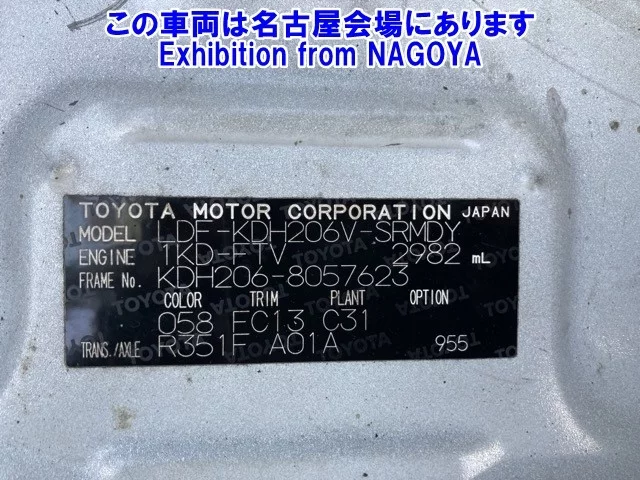 この車両は名古屋会場にあります
Exhibition from NAGOYA
TOYOTA MOTOR CORPORATION JAPAN
MODEL LDF-KDH206V-SRMDY
ENGINE 1KD-FTV 2982 mL
FRAME No. KDH206-8057623
COLOR TRIM PLANT OPTION
058 FC13 C31
TRANS./AXLE R351F A01A 955